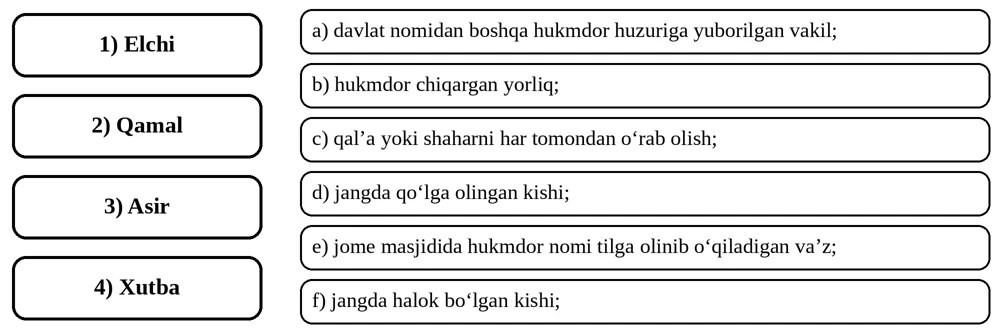 1) Elchi
2) Qamal
3) Asir
4) Xutba
a) davlat nomidan boshqa hukmdor huzuriga yuborilgan vakil;
b) hukmdor chiqargan yorliq;
c) qal’a yoki shaharni har tomondan o‘rab olish;
d) jangda qo‘lga olingan kishi;
e) jome masjidida hukmdor nomi tilga olinib o‘qiladigan va’z;
f) jangda halok bo‘lgan kishi;